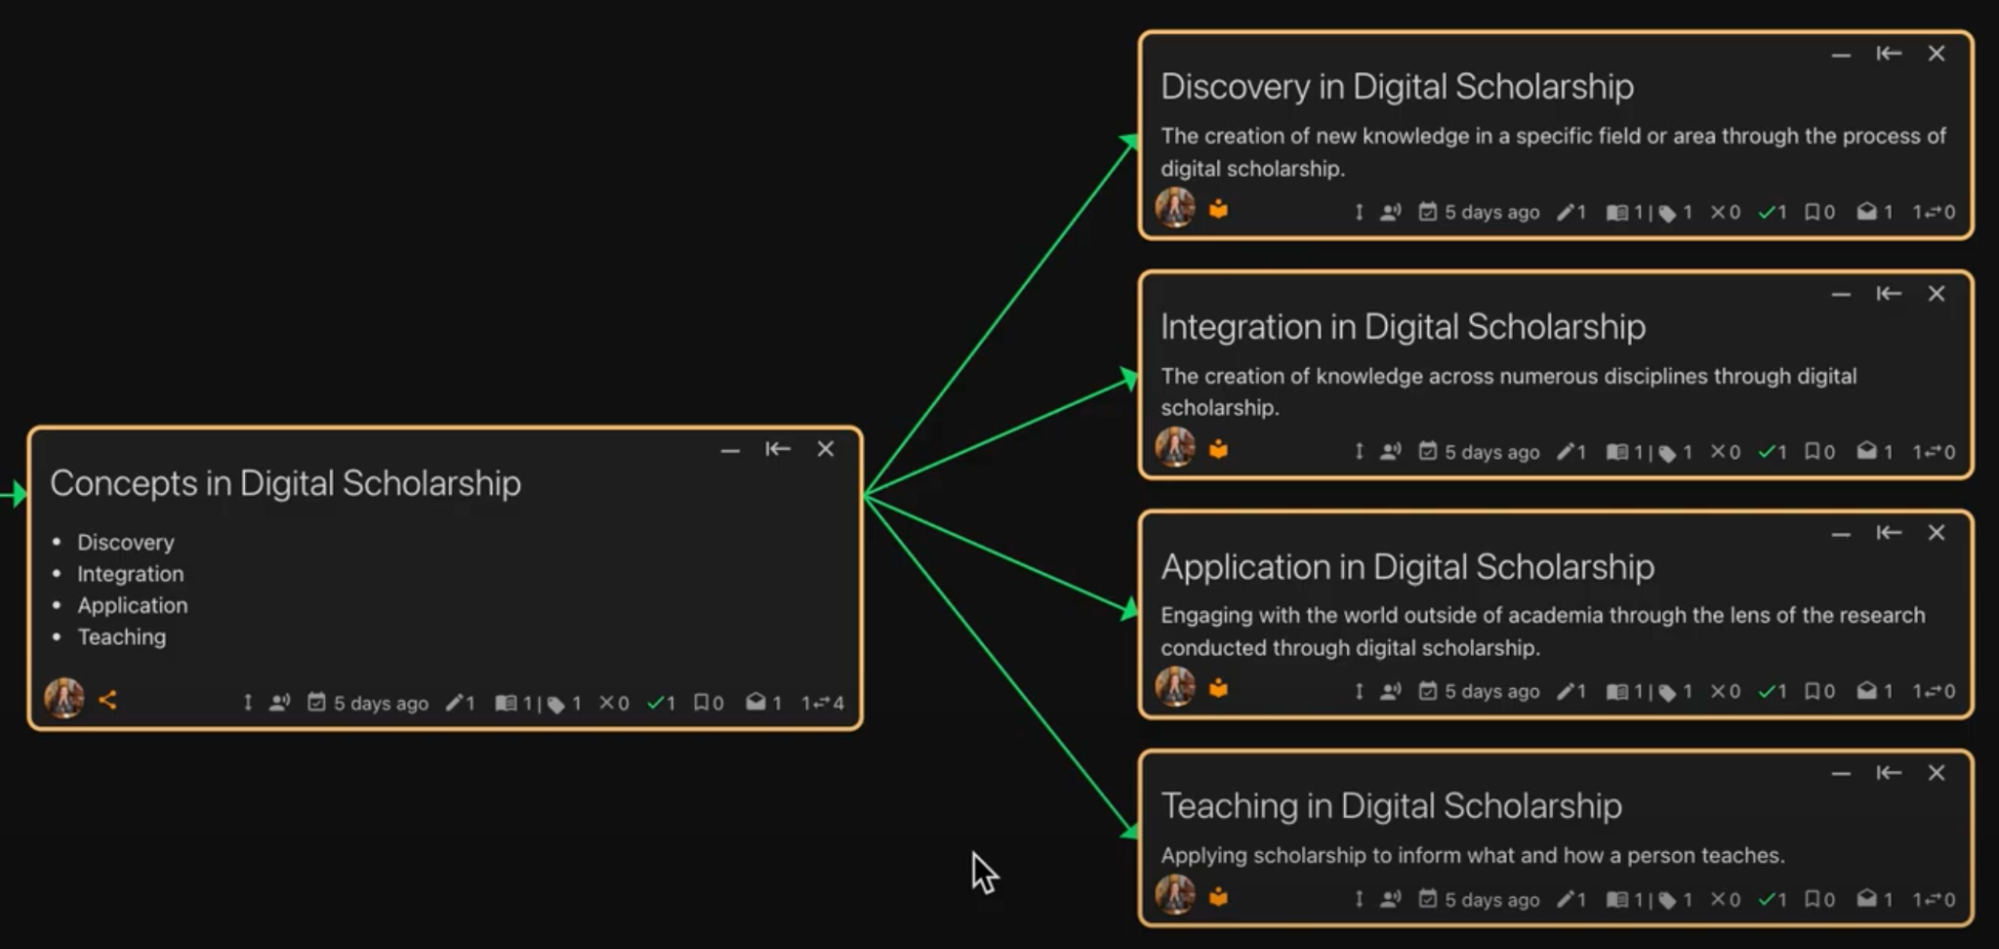 Concepts in Digital Scholarship
• Discovery
• Integration
• Application
• Teaching
5 days ago 1 1 | 1 0 1 0 1 1 4
Discovery in Digital Scholarship
The creation of new knowledge in a specific field or area through the process of
digital scholarship.
5 days ago 1 1 | 1 0 1 0 1 1 0
Integration in Digital Scholarship
The creation of knowledge across numerous disciplines through digital
scholarship.
5 days ago 1 1 | 1 0 1 0 1 1 0
Application in Digital Scholarship
Engaging with the world outside of academia through the lens of the research
conducted through digital scholarship.
5 days ago 1 1 | 1 0 1 0 1 1 0
Teaching in Digital Scholarship
Applying scholarship to inform what and how a person teaches.
5 days ago 1 1 | 1 0 1 0 1 1 0